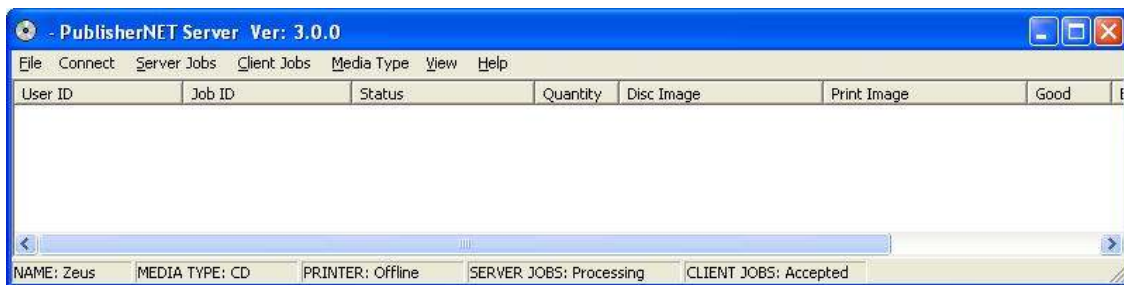 - PublisherNET Server Ver: 3.0.0
File Connect Server Jobs Client Jobs Media Type View Help
User ID Job ID Status Quantity Disc Image Print Image Good
NAME: Zeus MEDIA TYPE: CD PRINTER: Offline SERVER JOBS: Processing CLIENT JOBS: Accepted